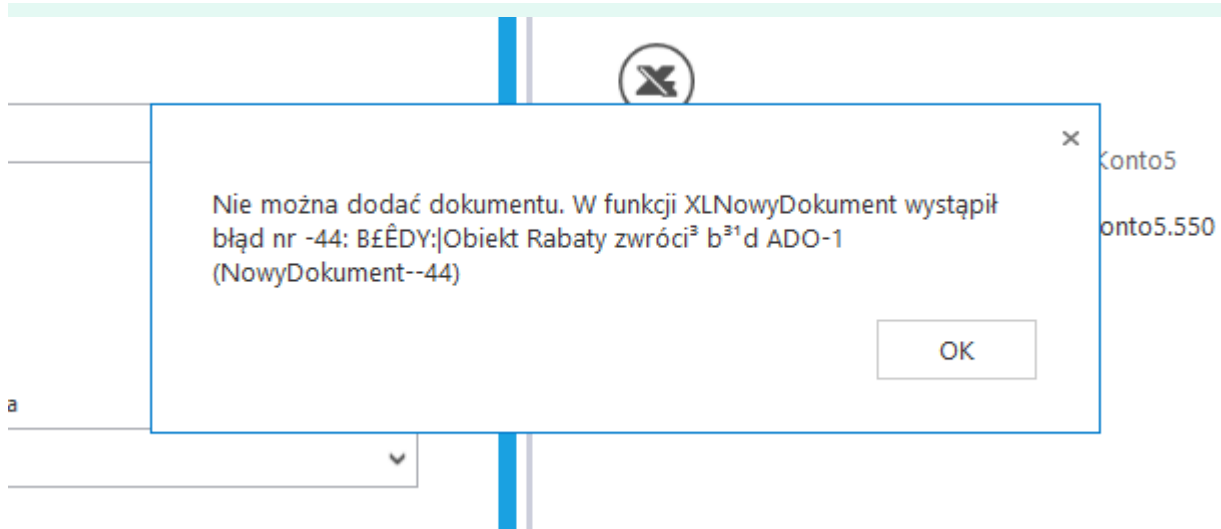 ×
Konto5
Nie można dodać dokumentu. W funkcji XLNowyDokument wystąpił
błąd nr -44: B£ÊDY:|Obiekt Rabaty zwróci³ b³¹d ADO-1
onto5.550
(NowyDokument--44)
OK
a